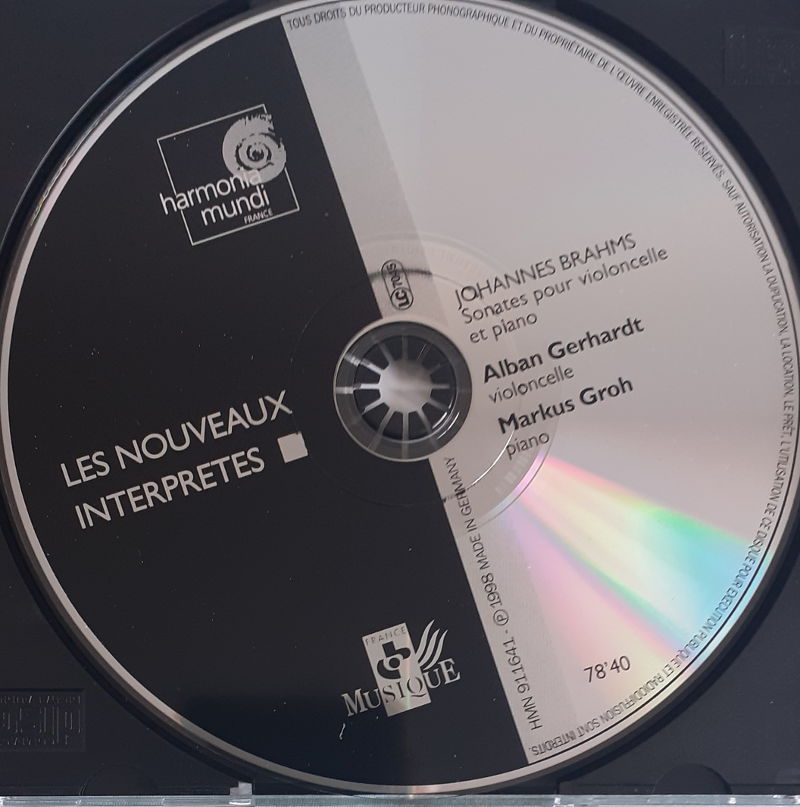 TOUS DROITS DU PRODUCTEUR PHONOGRAPHIQUE ET DU PROPRIÉTAIRE DE L'ŒUVRE ENREGISTRÉE RÉSERVÉS. SAUF AUTORISATION LA DUPLICATION, LA LOCATION, LE PRÊT, L'UTILISATION DE CE DISQUE POUR EXECUTION PUBLIQUE ET RADIODIFFUSION SONT INTERDITS.
harmonia
mundi
FRANCE
LC 7045
JOHANNES BRAHMS
Sonates pour violoncelle
et piano
Alban Gerhardt
violoncelle
Markus Groh
piano
LES NOUVEAUX
INTERPRETES
HMN 911641 - ℗ 1998 MADE IN GERMANY
78'40
FRANCE
MUSIQUE